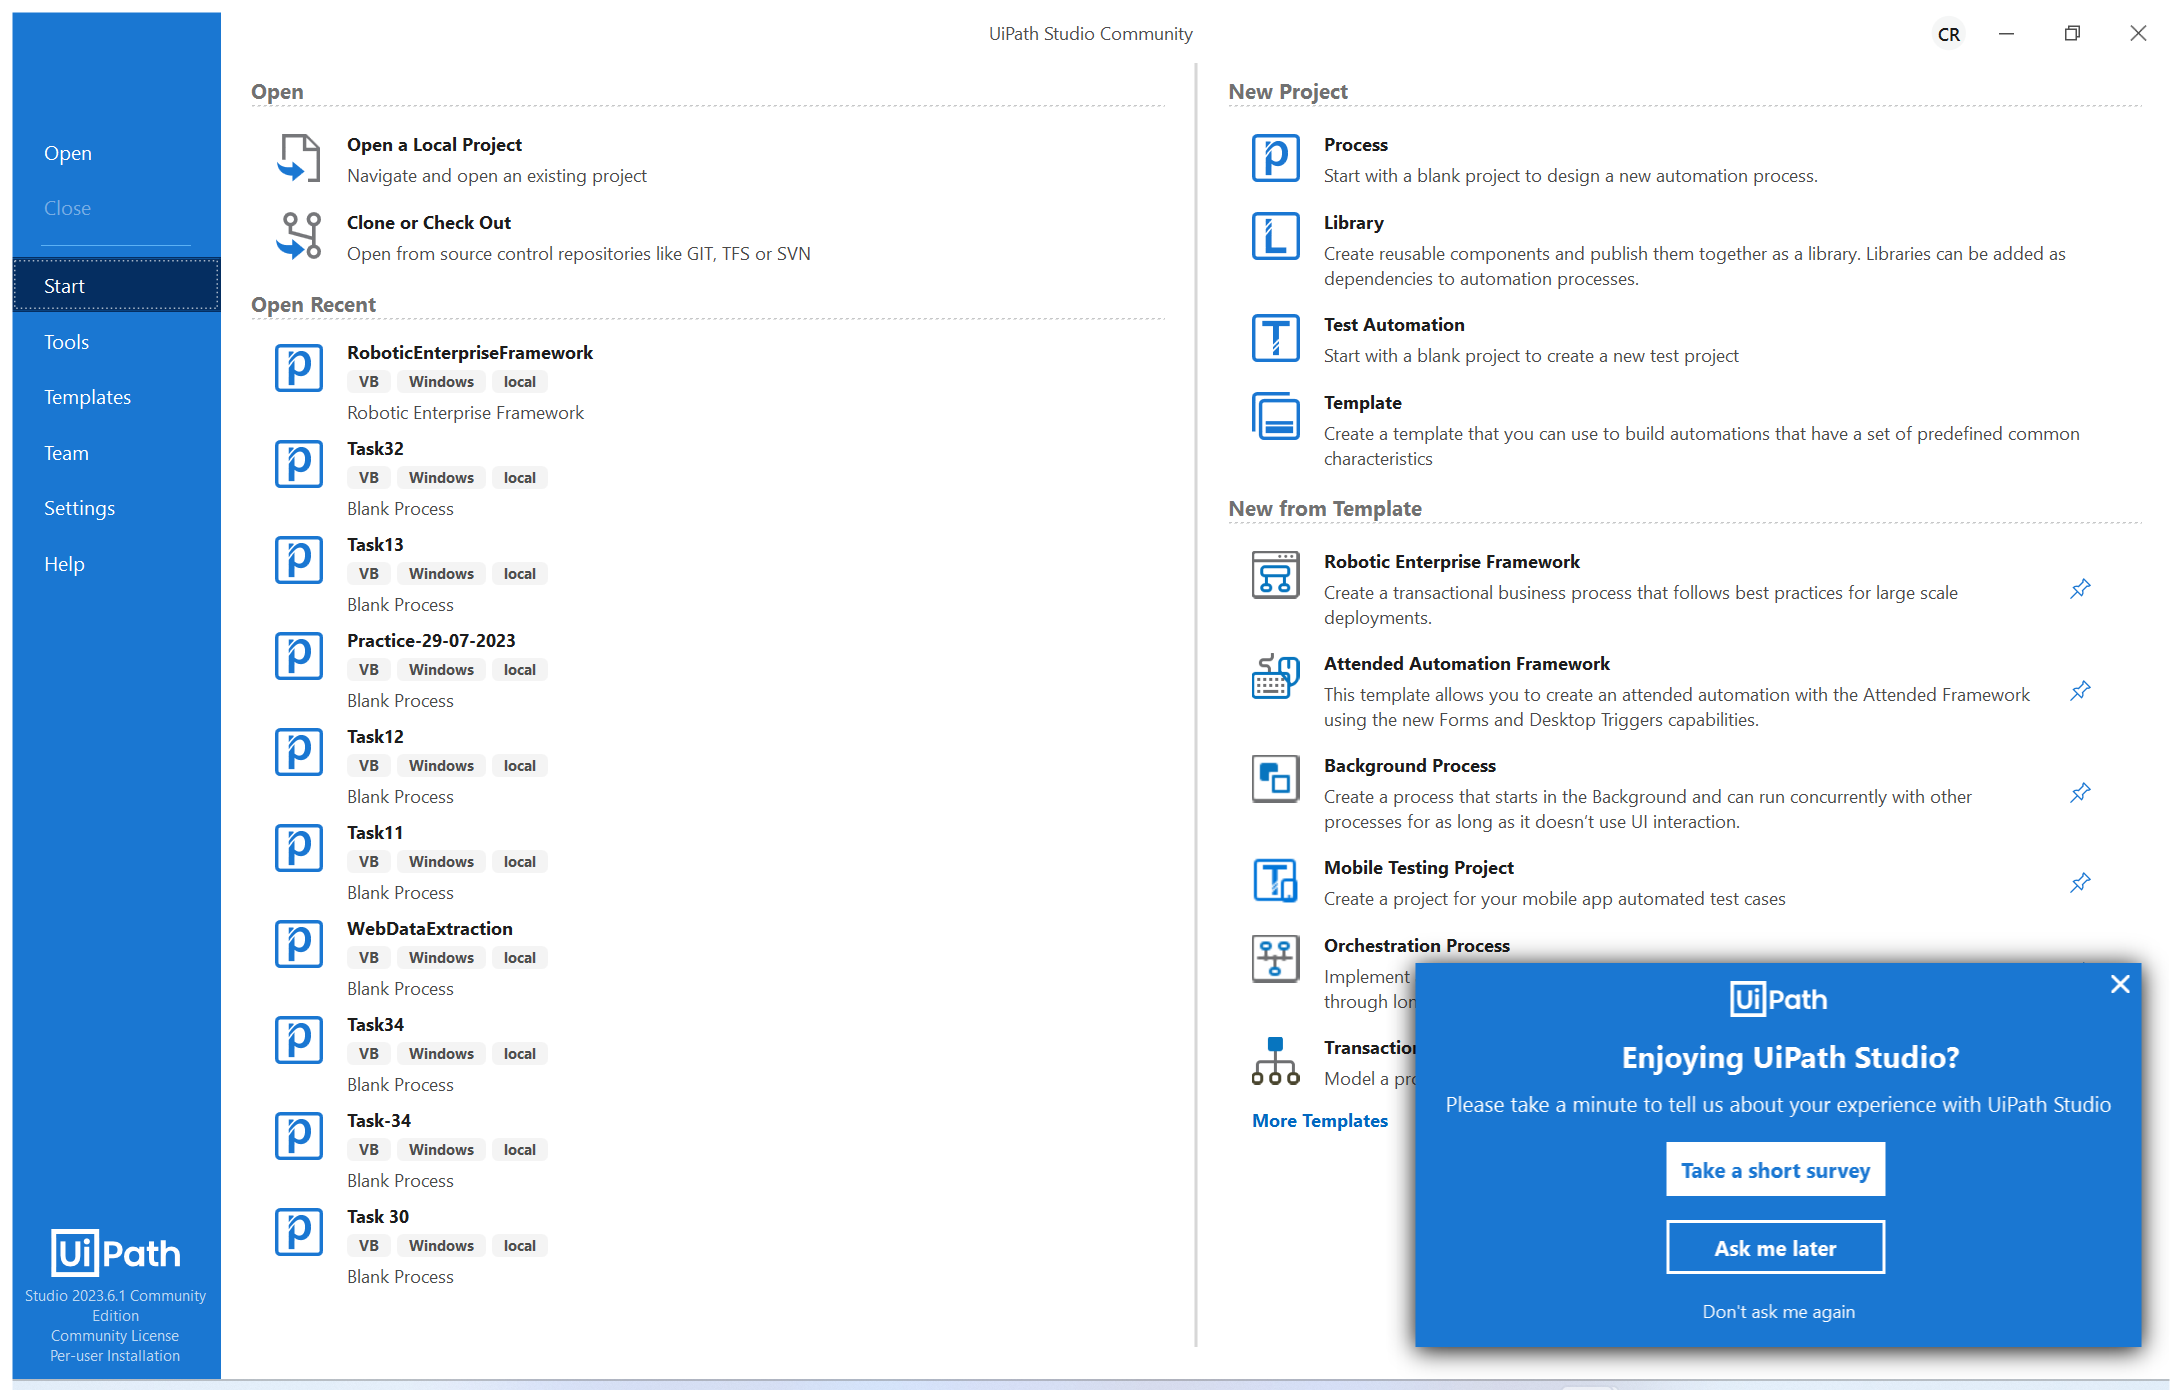 UiPath Studio Community
CR
Open
Close
Start
Tools
Templates
Team
Settings
Help
UiPath
Studio 2023.6.1 Community
Edition
Community License
Per-user Installation
Open
Open a Local Project
Navigate and open an existing project
Clone or Check Out
Open from source control repositories like GIT, TFS or SVN
Open Recent
RoboticEnterpriseFramework
VB Windows local
Robotic Enterprise Framework
Task32
VB Windows local
Blank Process
Task13
VB Windows local
Blank Process
Practice-29-07-2023
VB Windows local
Blank Process
Task12
VB Windows local
Blank Process
Task11
VB Windows local
Blank Process
WebDataExtraction
VB Windows local
Blank Process
Task34
VB Windows local
Blank Process
Task-34
VB Windows local
Blank Process
Task 30
VB Windows local
Blank Process
New Project
Process
Start with a blank project to design a new automation process.
Library
Create reusable components and publish them together as a library. Libraries can be added as
dependencies to automation processes.
Test Automation
Start with a blank project to create a new test project
Template
Create a template that you can use to build automations that have a set of predefined common
characteristics
New from Template
Robotic Enterprise Framework
Create a transactional business process that follows best practices for large scale
deployments.
Attended Automation Framework
This template allows you to create an attended automation with the Attended Framework
using the new Forms and Desktop Triggers capabilities.
Background Process
Create a process that starts in the Background and can run concurrently with other
processes for as long as it doesn’t use UI interaction.
Mobile Testing Project
Create a project for your mobile app automated test cases
Orchestration Process
Implement
through
Model a
More Templates
UiPath
Enjoying UiPath Studio?
Please take a minute to tell us about your experience with UiPath Studio
Take a short survey
Ask me later
Don't ask me again